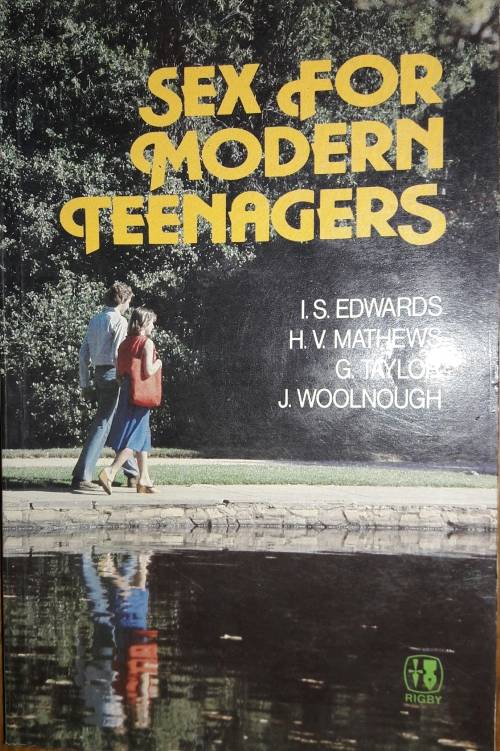 SEX FOR
MODERN
TEENAGERS
I. S. EDWARDS
H. V. MATHEWS
G. TAYLOR
J. WOOLNOUGH
RIGBY